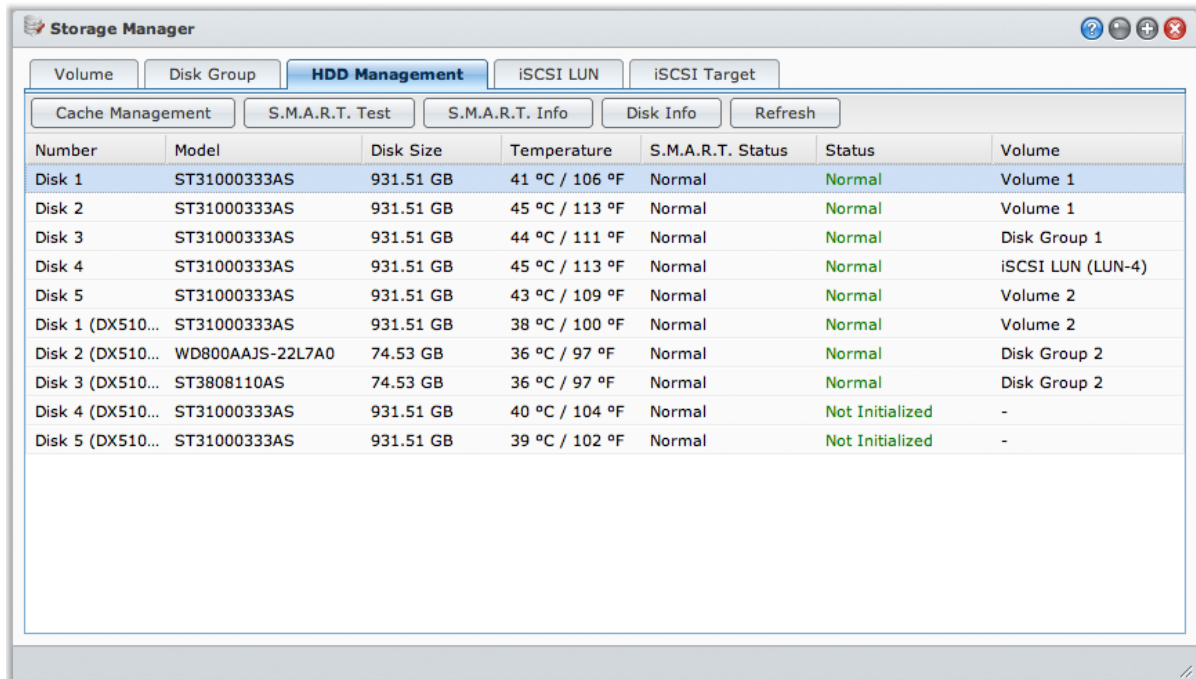 Storage Manager
Volume Disk Group HDD Management iSCSI LUN iSCSI Target
Cache Management S.M.A.R.T. Test S.M.A.R.T. Info Disk Info Refresh
Number Model Disk Size Temperature S.M.A.R.T. Status Status Volume
Disk 1 ST31000333AS 931.51 GB 41 ºC / 106 ºF Normal Normal Volume 1
Disk 2 ST31000333AS 931.51 GB 45 ºC / 113 ºF Normal Normal Volume 1
Disk 3 ST31000333AS 931.51 GB 44 ºC / 111 ºF Normal Normal Disk Group 1
Disk 4 ST31000333AS 931.51 GB 45 ºC / 113 ºF Normal Normal iSCSI LUN (LUN-4)
Disk 5 ST31000333AS 931.51 GB 43 ºC / 109 ºF Normal Normal Volume 2
Disk 1 (DX510... ST31000333AS 931.51 GB 38 ºC / 100 ºF Normal Normal Volume 2
Disk 2 (DX510... WD800AAJS-22L7A0 74.53 GB 36 ºC / 97 ºF Normal Normal Disk Group 2
Disk 3 (DX510... ST3808110AS 74.53 GB 36 ºC / 97 ºF Normal Normal Disk Group 2
Disk 4 (DX510... ST31000333AS 931.51 GB 40 ºC / 104 ºF Normal Not Initialized -
Disk 5 (DX510... ST31000333AS 931.51 GB 39 ºC / 102 ºF Normal Not Initialized -